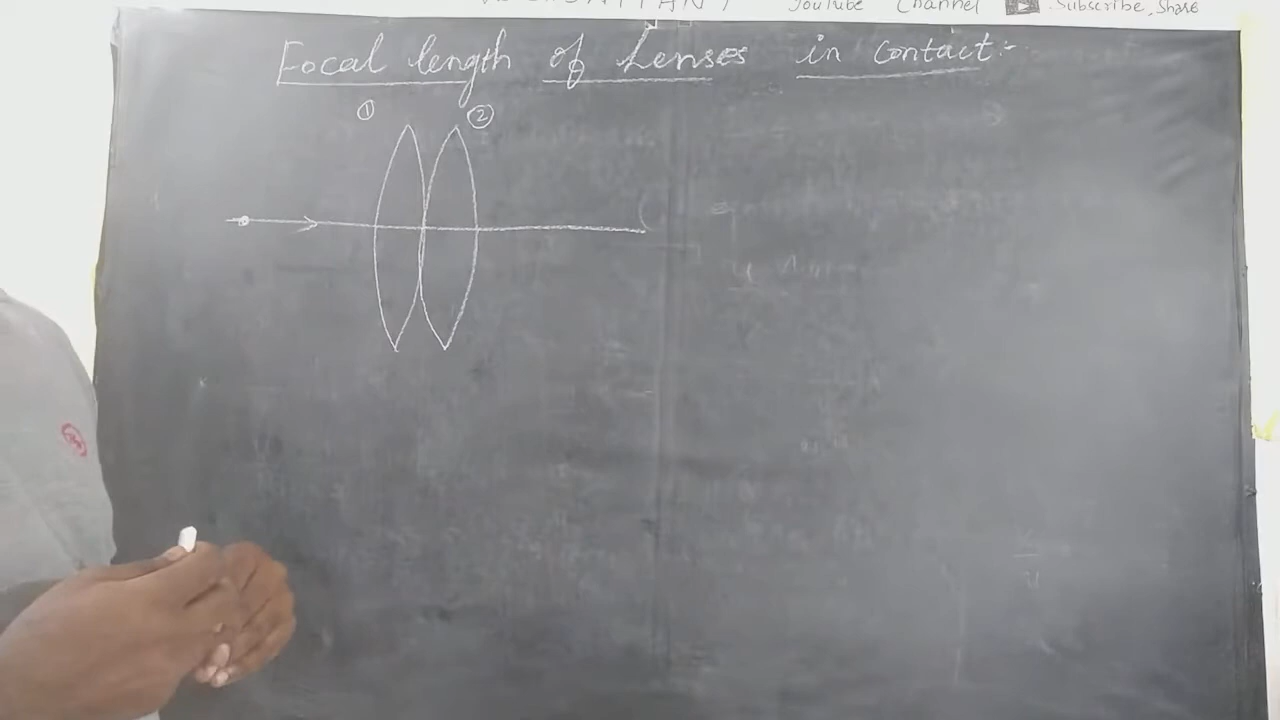 YouTube Channel Subscribe, Share
Focal length of Lenses in Contact:-
① ②